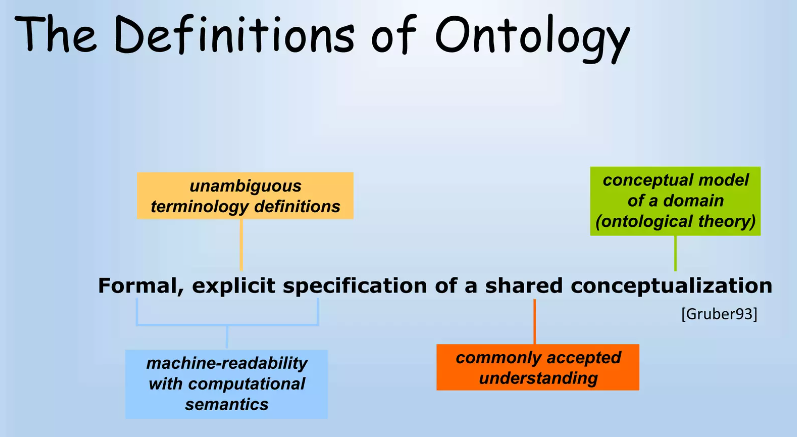 The Definitions of Ontology
unambiguous
terminology definitions
conceptual model
of a domain
(ontological theory)
Formal, explicit specification of a shared conceptualization
[Gruber93]
machine-readability
with computational
semantics
commonly accepted
understanding